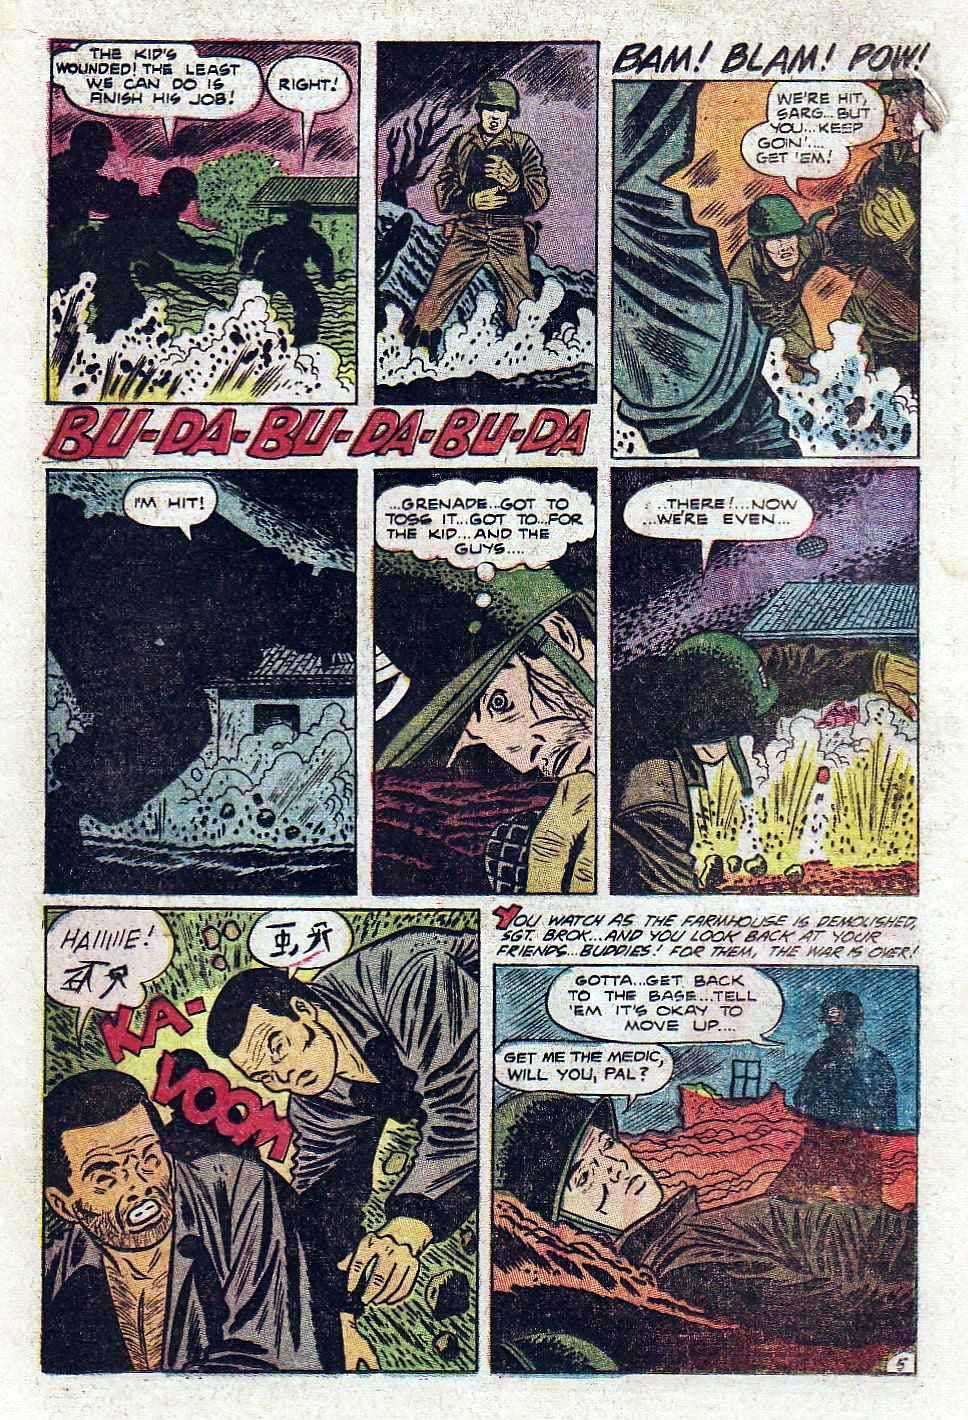 THE KID'S
WOUNDED! THE LEAST
WE CAN DO IS
FINISH HIS JOB!
RIGHT!
BAM! BLAM! POW!
WE'RE HIT,
SARG...BUT
YOU...KEEP
GOIN'....
GET 'EM!
BU-DA-BU-DA-BU-DA
I'M HIT!
...GRENADE...GOT TO
TOSS IT...GOT TO...FOR
THE KID...AND THE
GUYS....
...THERE!...NOW
...WE'RE EVEN...
HAIIIIIE!
KA-
VOOM
YOU WATCH AS THE FARMHOUSE IS DEMOLISHED,
SGT. BROK...AND YOU LOOK BACK AT YOUR
FRIENDS...BUDDIES! FOR THEM, THE WAR IS OVER!
GOTTA...GET BACK
TO THE BASE...TELL
'EM IT'S OKAY TO
MOVE UP....
GET ME THE MEDIC,
WILL YOU, PAL?
5